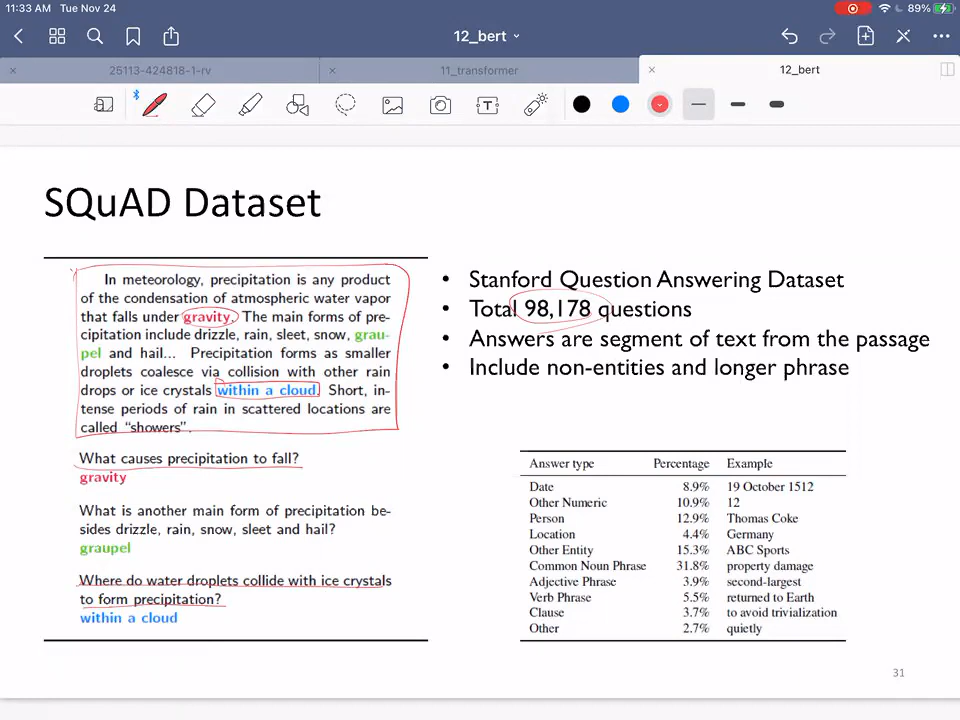 11:33 AM Tue Nov 24
89%
12_bert
25113-424818-1-rv
11_transformer
12_bert
SQuAD Dataset
In meteorology, precipitation is any product
of the condensation of atmospheric water vapor
that falls under gravity. The main forms of pre-
cipitation include drizzle, rain, sleet, snow, grau-
pel and hail... Precipitation forms as smaller
droplets coalesce via collision with other rain
drops or ice crystals within a cloud. Short, in-
tense periods of rain in scattered locations are
called “showers”.
What causes precipitation to fall?
gravity
What is another main form of precipitation be-
sides drizzle, rain, snow, sleet and hail?
graupel
Where do water droplets collide with ice crystals
to form precipitation?
within a cloud
• Stanford Question Answering Dataset
• Total 98,178 questions
• Answers are segment of text from the passage
• Include non-entities and longer phrase
Answer type Percentage Example
Date 8.9% 19 October 1512
Other Numeric 10.9% 12
Person 12.9% Thomas Coke
Location 4.4% Germany
Other Entity 15.3% ABC Sports
Common Noun Phrase 31.8% property damage
Adjective Phrase 3.9% second-largest
Verb Phrase 5.5% returned to Earth
Clause 3.7% to avoid trivialization
Other 2.7% quietly
31